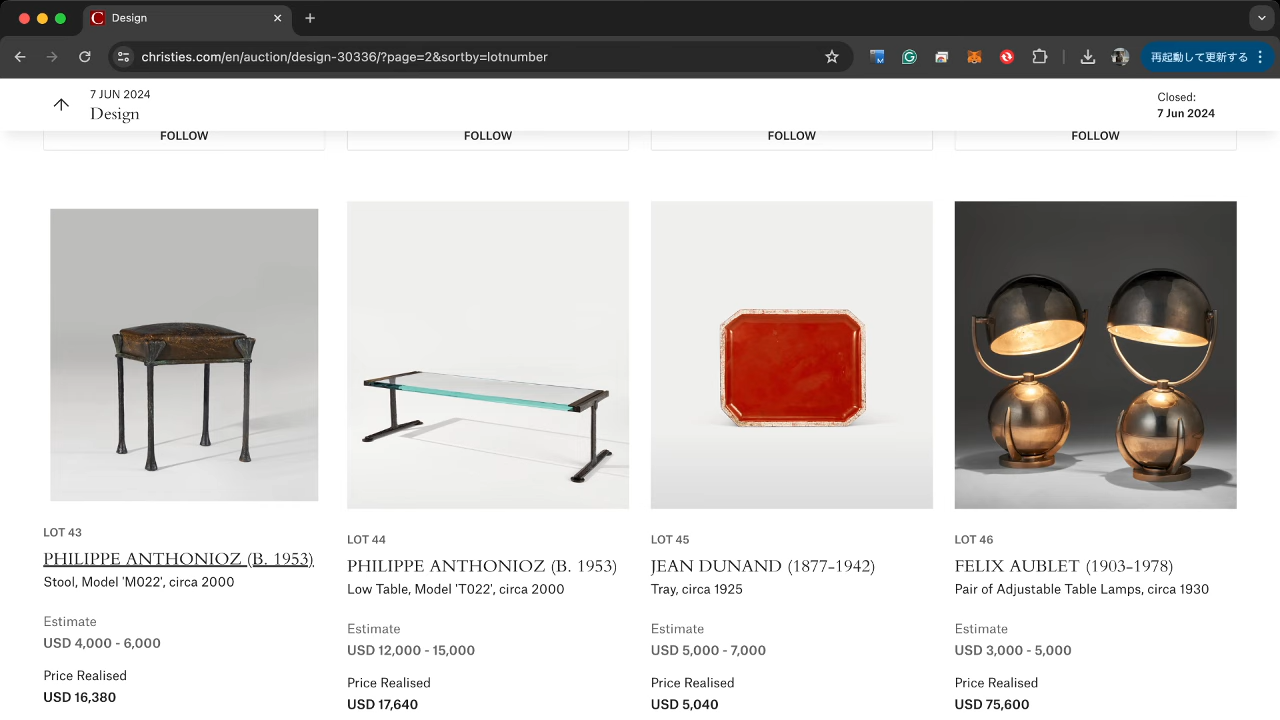 Design
christies.com/en/auction/design-30336/?page=2&sortby=lotnumber
再起動して更新する
7 JUN 2024
Design
Closed:
7 Jun 2024
FOLLOW
FOLLOW
FOLLOW
FOLLOW
LOT 43
PHILIPPE ANTHONIOZ (B. 1953)
Stool, Model 'M022', circa 2000
Estimate
USD 4,000 - 6,000
Price Realised
USD 16,380
LOT 44
PHILIPPE ANTHONIOZ (B. 1953)
Low Table, Model 'T022', circa 2000
Estimate
USD 12,000 - 15,000
Price Realised
USD 17,640
LOT 45
JEAN DUNAND (1877-1942)
Tray, circa 1925
Estimate
USD 5,000 - 7,000
Price Realised
USD 5,040
LOT 46
FELIX AUBLET (1903-1978)
Pair of Adjustable Table Lamps, circa 1930
Estimate
USD 3,000 - 5,000
Price Realised
USD 75,600